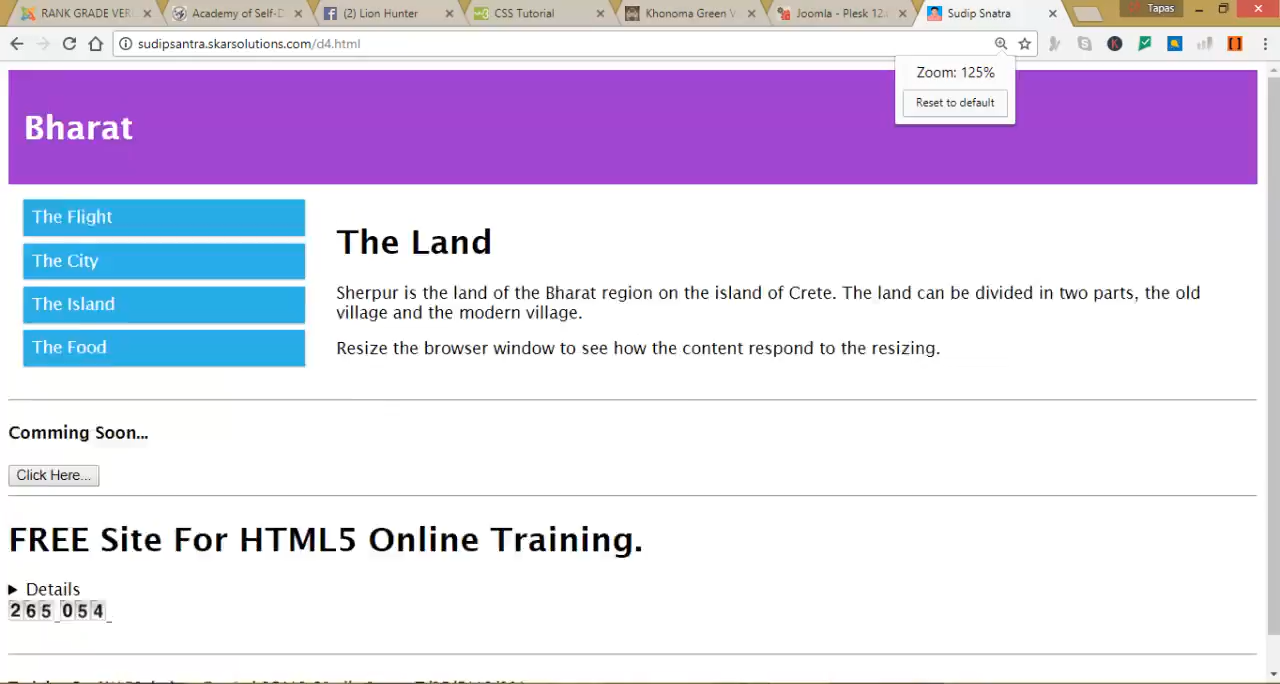 RANK GRADE VER
Academy of Self-D
(2) Lion Hunter
CSS Tutorial
Khonoma Green V
Joomla - Plesk 12.
Sudip Snatra
Tapas
sudipsantra.skarsolutions.com/d4.html
Zoom: 125%
Reset to default
Bharat
The Flight
The City
The Island
The Food
The Land
Sherpur is the land of the Bharat region on the island of Crete. The land can be divided in two parts, the old
village and the modern village.
Resize the browser window to see how the content respond to the resizing.
Comming Soon...
Click Here...
FREE Site For HTML5 Online Training.
Details
265 054